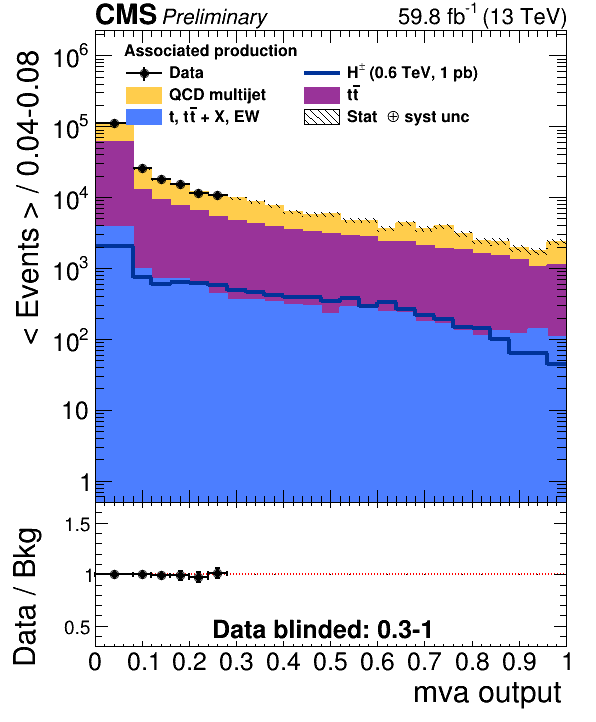 CMS Preliminary 59.8 fb⁻¹ (13 TeV)
Associated production
Data
H± (0.6 TeV, 1 pb)
QCD multijet
tt̄
t, tt̄ + X, EW
Stat ⊕ syst unc
< Events > / 0.04-0.08
10⁶
10⁵
10⁴
10³
10²
10
1
Data / Bkg
1.5
1
0.5
Data blinded: 0.3-1
0 0.1 0.2 0.3 0.4 0.5 0.6 0.7 0.8 0.9 1
mva output